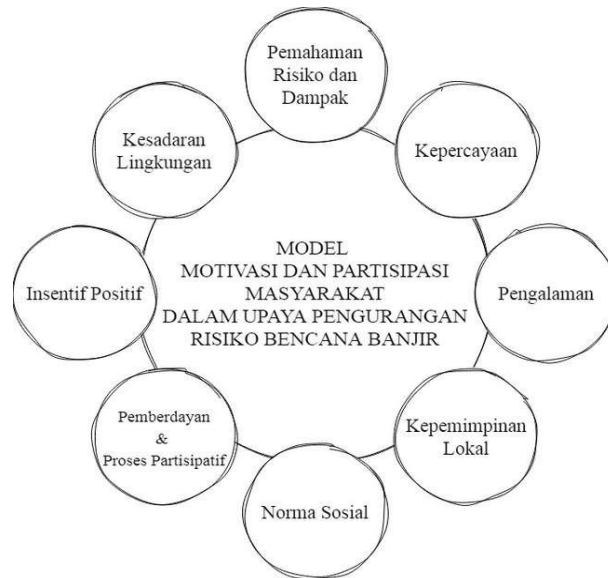 Pemahaman
Risiko dan
Dampak
Kesadaran
Lingkungan
Kepercayaan
MODEL
MOTIVASI DAN PARTISIPASI
MASYARAKAT
DALAM UPAYA PENGURANGAN
RISIKO BENCANA BANJIR
Insentif Positif
Pengalaman
Pemberdayan
&
Proses Partisipatif
Kepemimpinan
Lokal
Norma Sosial